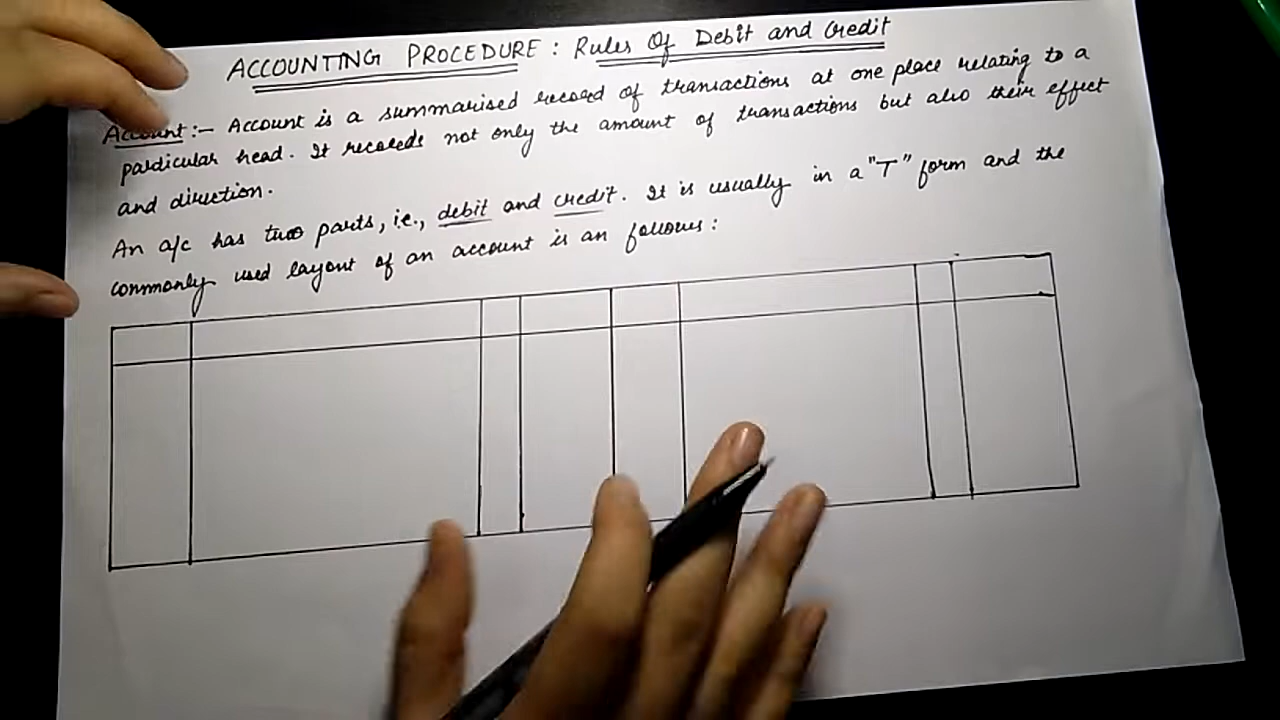 ACCOUNTING PROCEDURE : Rules Of Debit and Credit
Account :- Account is a summarised record of transactions at one place relating to a
particular head. It records not only the amount of transactions but also their effect
and direction.
An a/c has two parts, i.e., debit and credit. It is usually in a "T" form and the
commonly used layout of an account is an follows :